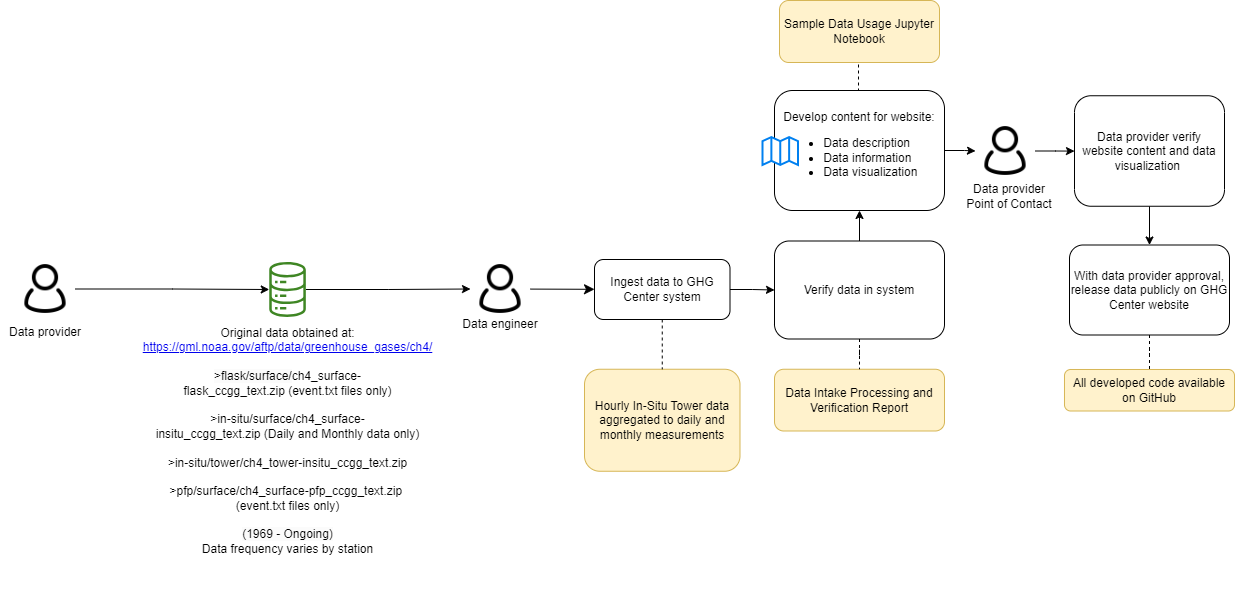 Data provider
Original data obtained at:
https://gml.noaa.gov/aftp/data/greenhouse_gases/ch4/
>flask/surface/ch4_surface-
flask_ccgg_text.zip (event.txt files only)
>in-situ/surface/ch4_surface-
insitu_ccgg_text.zip (Daily and Monthly data only)
>in-situ/tower/ch4_tower-insitu_ccgg_text.zip
>pfp/surface/ch4_surface-pfp_ccgg_text.zip
(event.txt files only)
(1969 - Ongoing)
Data frequency varies by station
Data engineer
Ingest data to GHG
Center system
Hourly In-Situ Tower data
aggregated to daily and
monthly measurements
Verify data in system
Data Intake Processing and
Verification Report
Sample Data Usage Jupyter
Notebook
Develop content for website:
• Data description
• Data information
• Data visualization
Data provider
Point of Contact
Data provider verify
website content and data
visualization
With data provider approval,
release data publicly on GHG
Center website
All developed code available
on GitHub